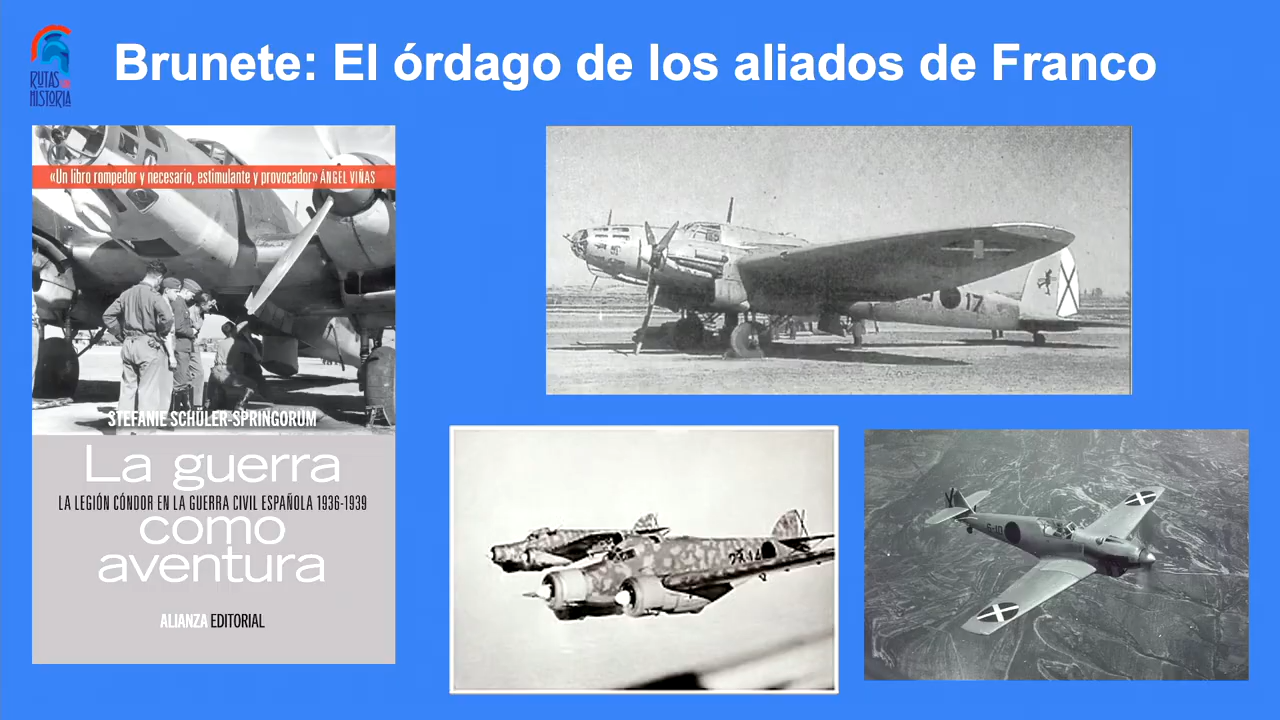 Brunete: El órdago de los aliados de Franco
RUTAS
HISTORIA
«Un libro rompedor y necesario, estimulante y provocador» ÁNGEL VIÑAS
STEFANIE SCHÜLER-SPRINGORUM
La guerra
LA LEGIÓN CÓNDOR EN LA GUERRA CIVIL ESPAÑOLA 1936-1939
como
aventura
ALIANZA EDITORIAL
17